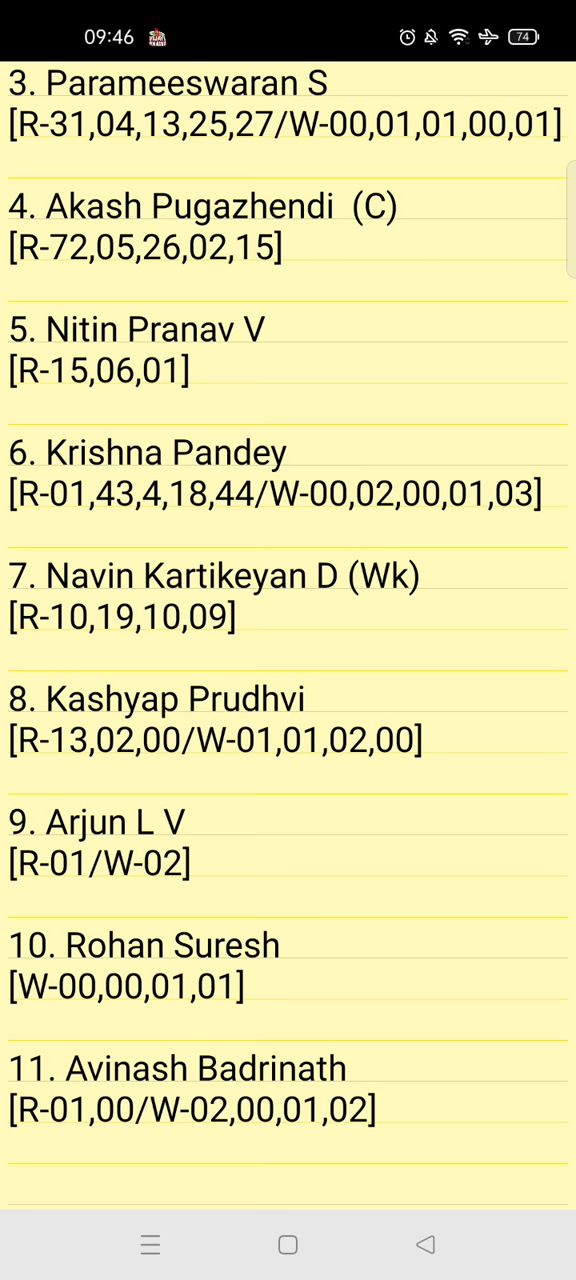 09:46
74
3. Parameeswaran S
[R-31,04,13,25,27/W-00,01,01,00,01]
4. Akash Pugazhendi  (C)
[R-72,05,26,02,15]
5. Nitin Pranav V
[R-15,06,01]
6. Krishna Pandey
[R-01,43,4,18,44/W-00,02,00,01,03]
7. Navin Kartikeyan D (Wk)
[R-10,19,10,09]
8. Kashyap Prudhvi
[R-13,02,00/W-01,01,02,00]
9. Arjun L V
[R-01/W-02]
10. Rohan Suresh
[W-00,00,01,01]
11. Avinash Badrinath
[R-01,00/W-02,00,01,02]